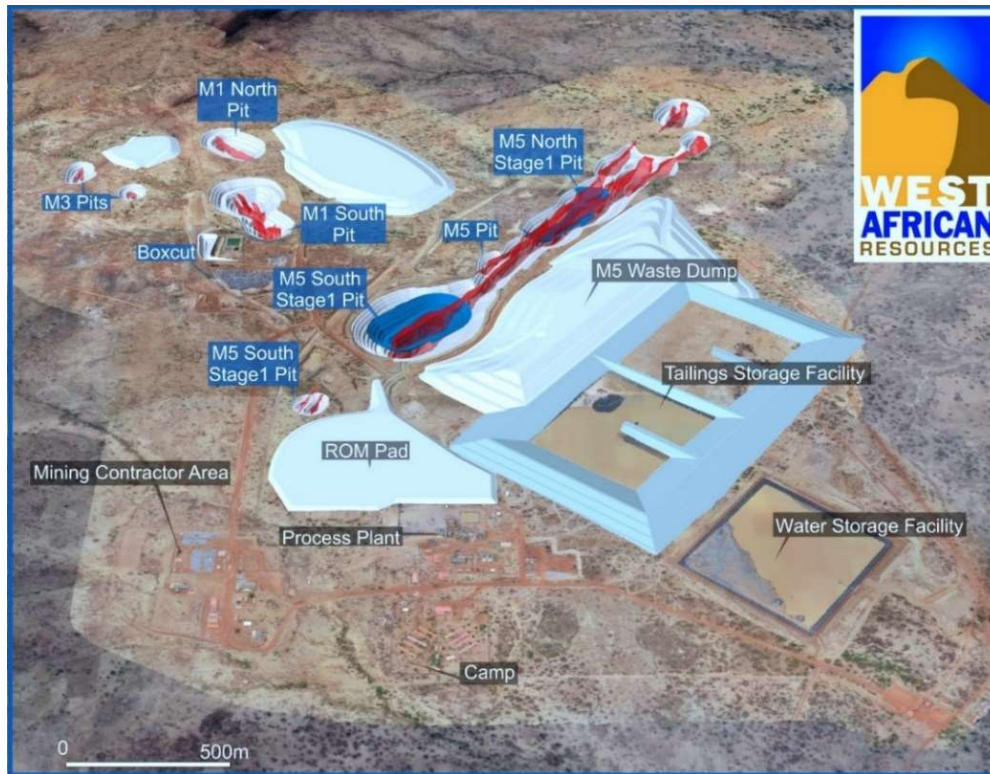 WEST
AFRICAN
RESOURCES
M1 North
Pit
M5 North
Stage1 Pit
M3 Pits
M1 South
Pit
M5 Pit
Boxcut
M5 South
Stage1 Pit
M5 Waste Dump
M5 South
Stage1 Pit
Tailings Storage Facility
ROM Pad
Mining Contractor Area
Process Plant
Water Storage Facility
Camp
0 500m